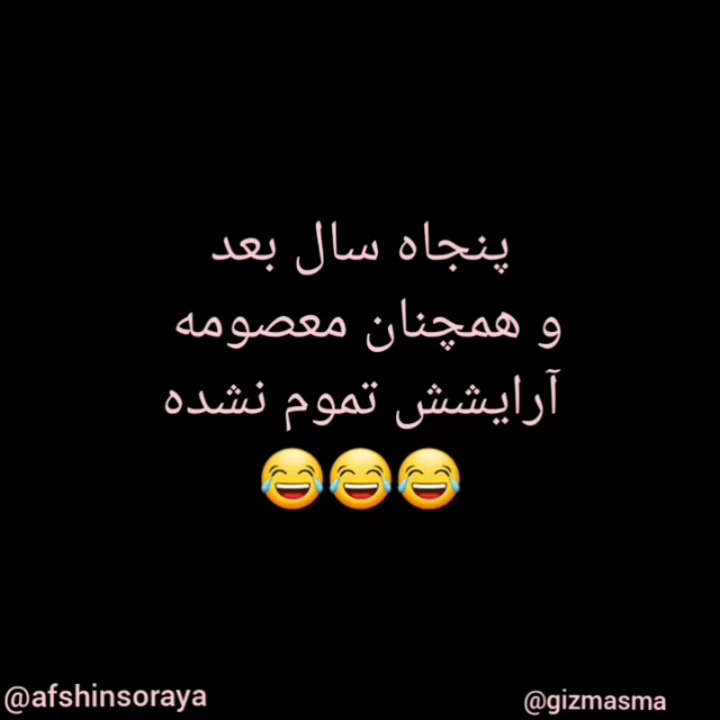 پنجاه سال بعد
و همچنان معصومه
آرایشش تموم نشده
😂😂😂
@afshinsoraya
@gizmasma